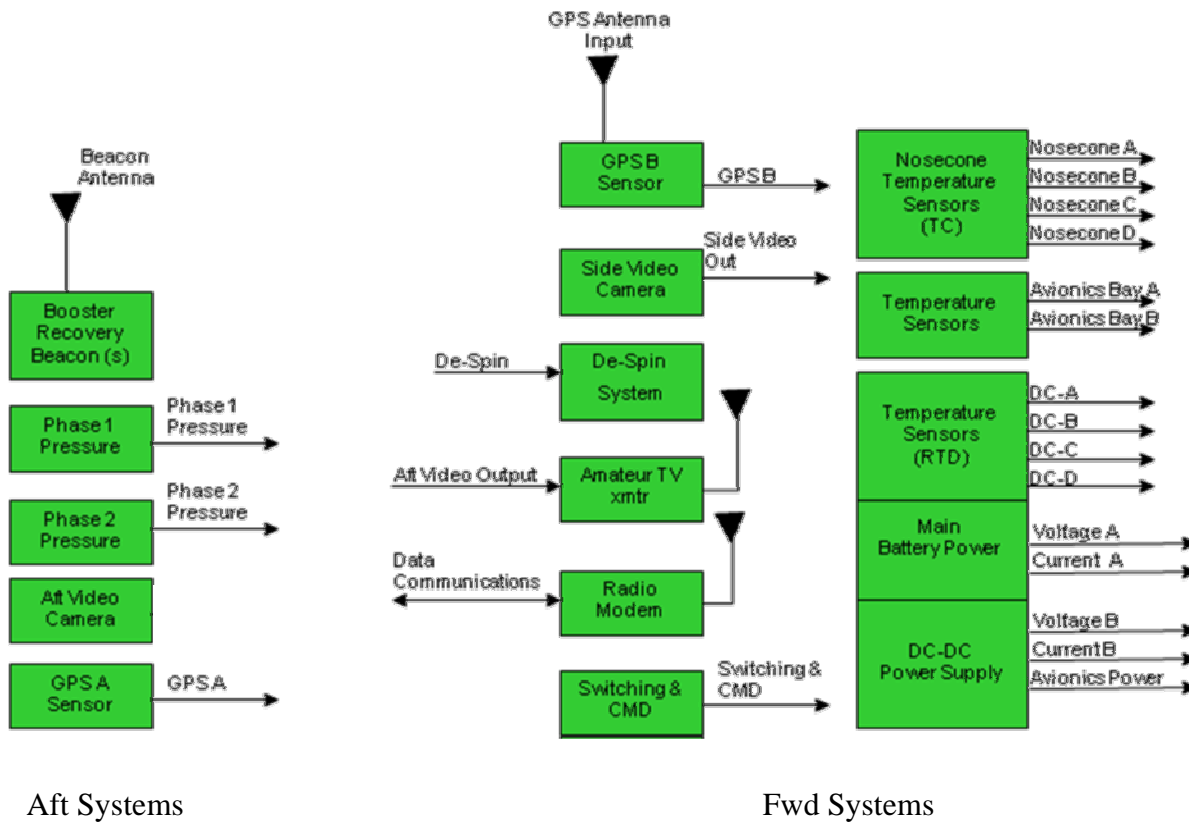 Beacon
Antenna
Booster
Recovery
Beacon (s)
Phase 1
Pressure
Phase 1
Pressure
Phase 2
Pressure
Phase 2
Pressure
Aft Video
Camera
GPS A
Sensor
GPS A
GPS Antenna
Input
GPS B
Sensor
GPS B
Side Video
Camera
Side Video
Out
De-Spin
De-Spin
System
Aft Video Output
Amateur TV
xmtr
Data
Communications
Radio
Modem
Switching &
CMD
Switching &
CMD
Nosecone
Temperature
Sensors
(TC)
Nosecone A
Nosecone B
Nosecone C
Nosecone D
Temperature
Sensors
Avionics Bay A
Avionics Bay B
Temperature
Sensors
(RTD)
DC-A
DC-B
DC-C
DC-D
Main
Battery Power
Voltage A
Current A
DC-DC
Power Supply
Voltage B
Current B
Avionics Power
Aft Systems
Fwd Systems